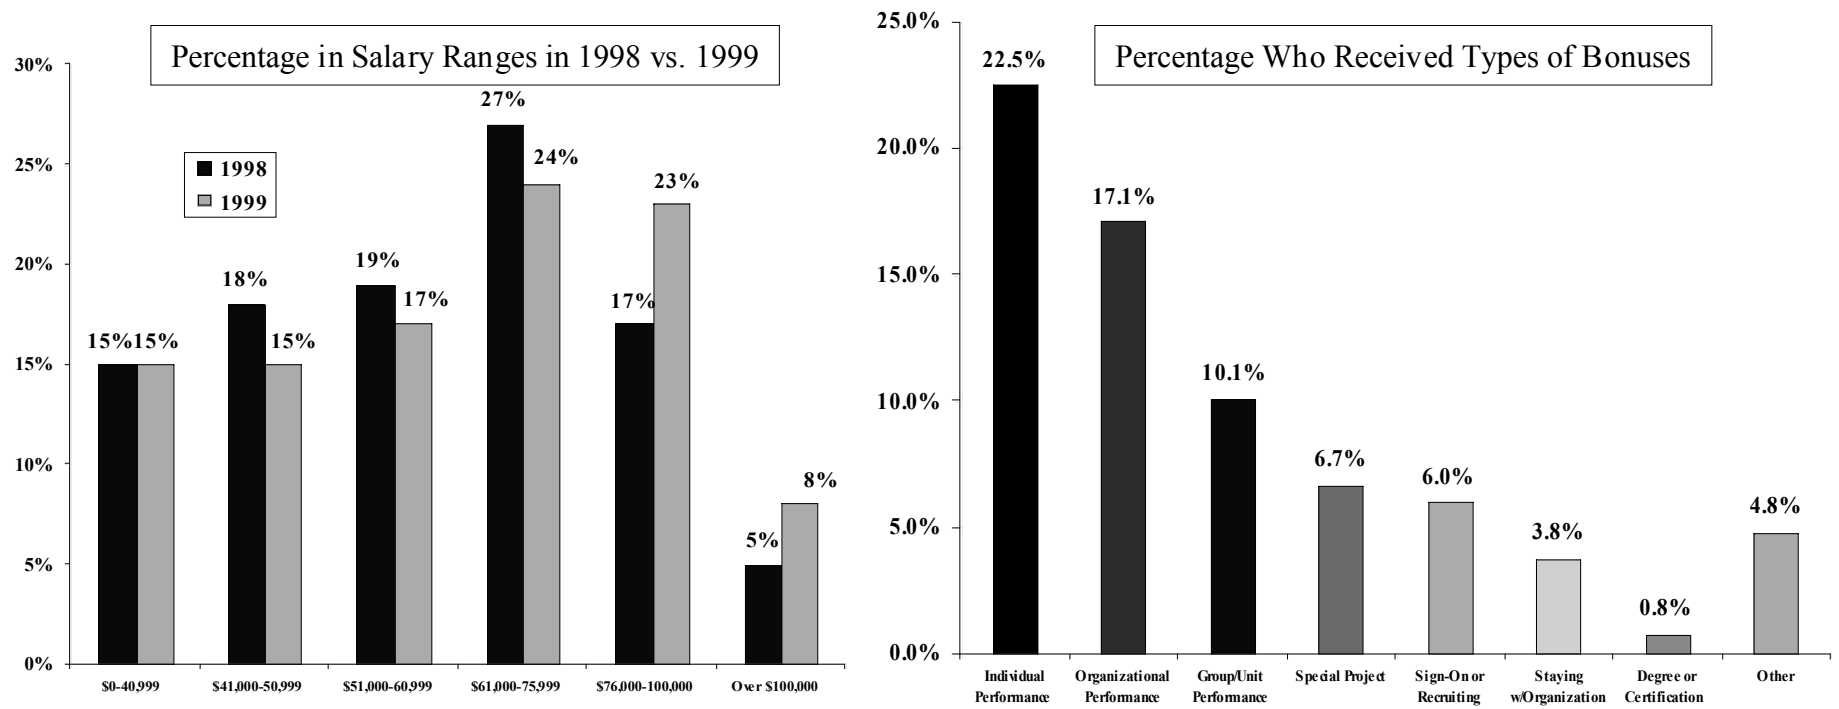 Percentage in Salary Ranges in 1998 vs. 1999
30%
25%
20%
15%
10%
5%
0%
1998
1999
15% 15%
18%
15%
19%
17%
27%
24%
17%
23%
5%
8%
$0-40,999
$41,000-50,999
$51,000-60,999
$61,000-75,999
$76,000-100,000
Over $100,000
Percentage Who Received Types of Bonuses
25.0%
20.0%
15.0%
10.0%
5.0%
0.0%
22.5%
17.1%
10.1%
6.7%
6.0%
3.8%
0.8%
4.8%
Individual
Performance
Organizational
Performance
Group/Unit
Performance
Special Project
Sign-On or
Recruiting
Staying
w/Organization
Degree or
Certification
Other